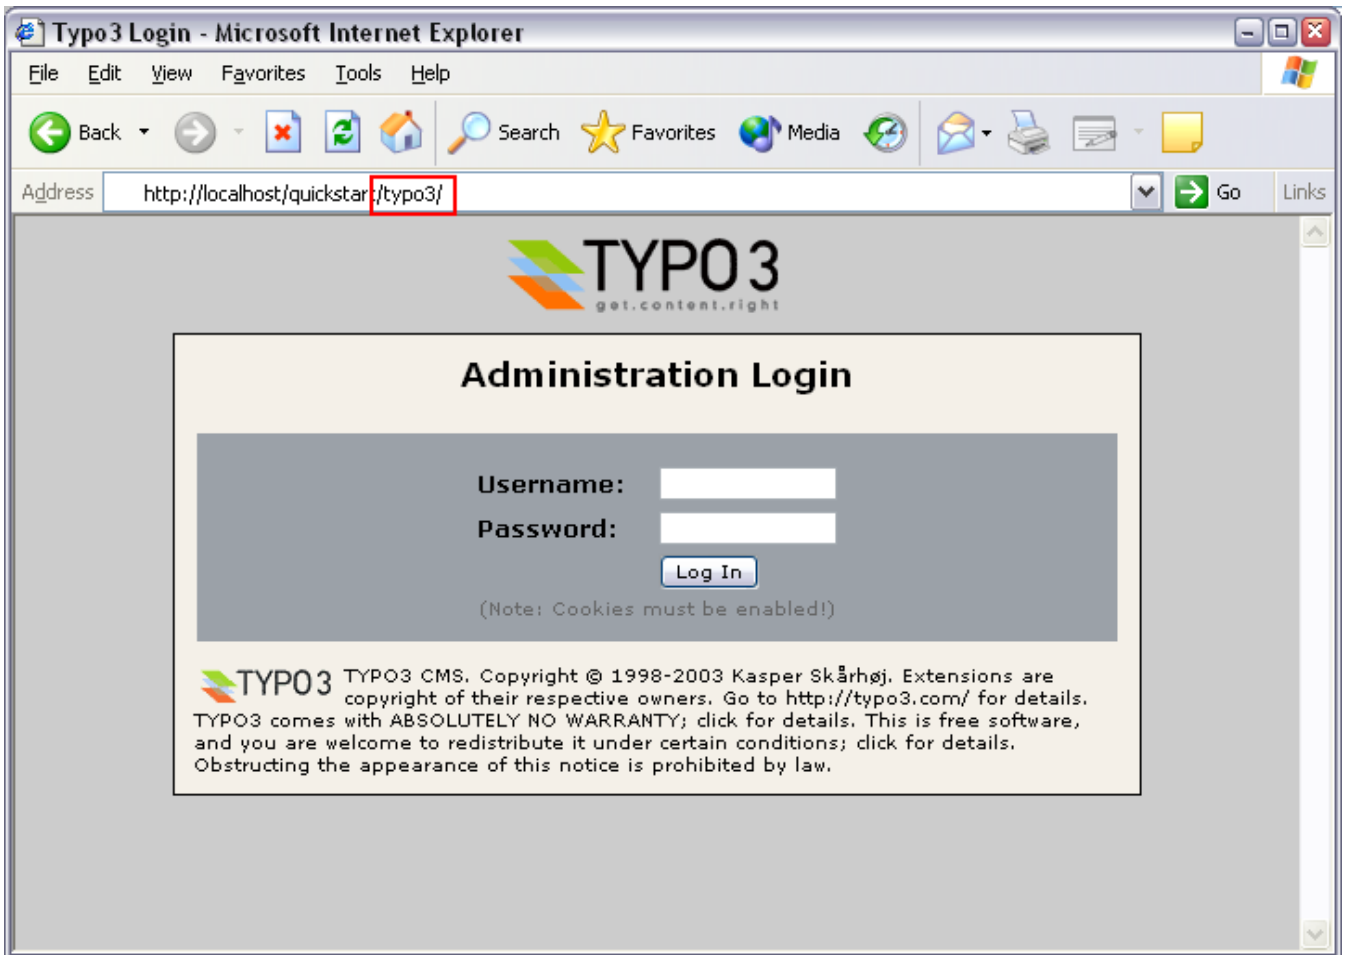 Typo3 Login - Microsoft Internet Explorer
File Edit View Favorites Tools Help
Back Search Favorites Media
Address http://localhost/quickstart/typo3/ Go Links
TYPO3
get.content.right
Administration Login
Username:
Password:
Log In
(Note: Cookies must be enabled!)
TYPO3 TYPO3 CMS. Copyright © 1998-2003 Kasper Skårhøj. Extensions are
copyright of their respective owners. Go to http://typo3.com/ for details.
TYPO3 comes with ABSOLUTELY NO WARRANTY; click for details. This is free software,
and you are welcome to redistribute it under certain conditions; click for details.
Obstructing the appearance of this notice is prohibited by law.